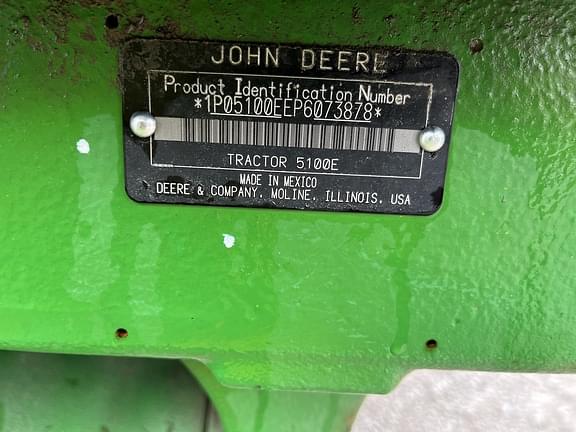 JOHN DEERE
Product Identification Number
*1P05100EEP6073878*
TRACTOR 5100E
MADE IN MEXICO
DEERE & COMPANY, MOLINE, ILLINOIS, USA